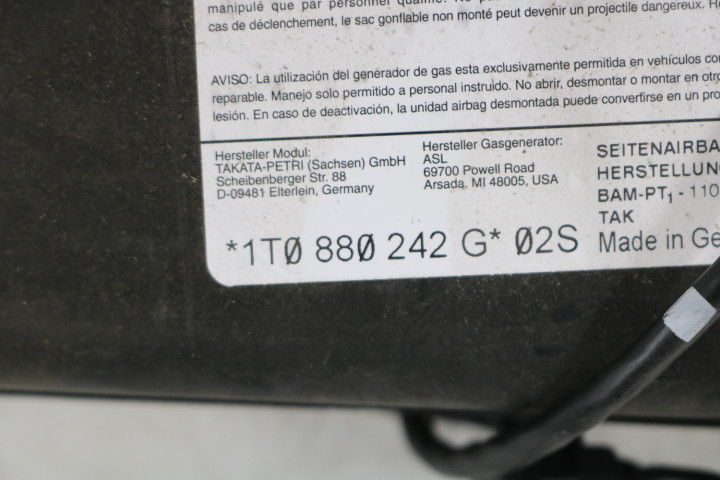 manipulé que par personnel
cas de déclenchement, le sac gonflable non monté peut devenir un projectile dangereux.
AVISO: La utilización del generador de gas esta exclusivamente permitida en vehículos
reparable. Manejo solo permitido a personal instruido. No abrir, desmontar o montar en
lesión. En caso de deactivación, la unidad airbag desmontada puede convertirse en un
Hersteller Modul:
TAKATA-PETRI (Sachsen) GmbH
Scheibenberger Str. 88
D-09481 Elterlein, Germany
Hersteller Gasgenerator:
ASL
69700 Powell Road
Arsada, MI 48005, USA
SEITENAIRBA
HERSTELLUN
BAM-PT₁ - 110
TAK
Made in Ge
*1T0 880 242 G* 02S